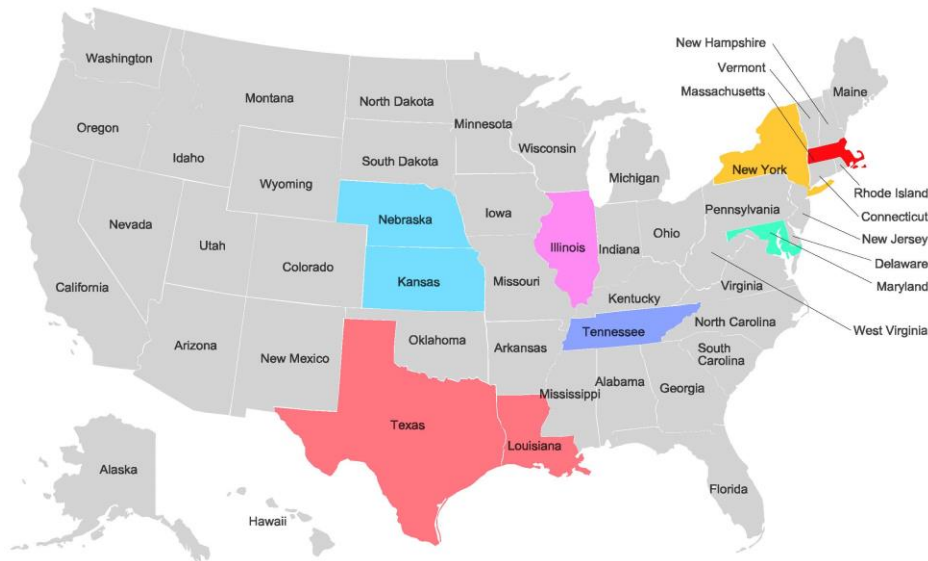 New Hampshire
Vermont
Massachusetts
Washington
Montana
North Dakota
Minnesota
Maine
Oregon
Idaho
South Dakota
Wisconsin
Michigan
New York
Wyoming
Rhode Island
Connecticut
New Jersey
Delaware
Maryland
Nebraska
Iowa
Pennsylvania
Nevada
Utah
Colorado
Kansas
Missouri
Illinois
Indiana
Ohio
California
Kentucky
Virginia
West Virginia
Arizona
New Mexico
Oklahoma
Arkansas
Tennessee
North Carolina
South
Carolina
Texas
Louisiana
Mississippi
Alabama
Georgia
Florida
Alaska
Hawaii